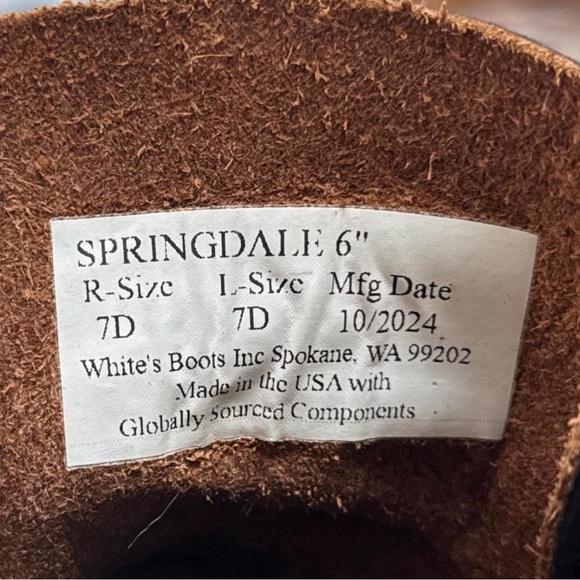 SPRINGDALE 6"
R-Size L-Size Mfg Date
7D 7D 10/2024
White's Boots Inc Spokane, WA 99202
Made in the USA with
Globally Sourced Components